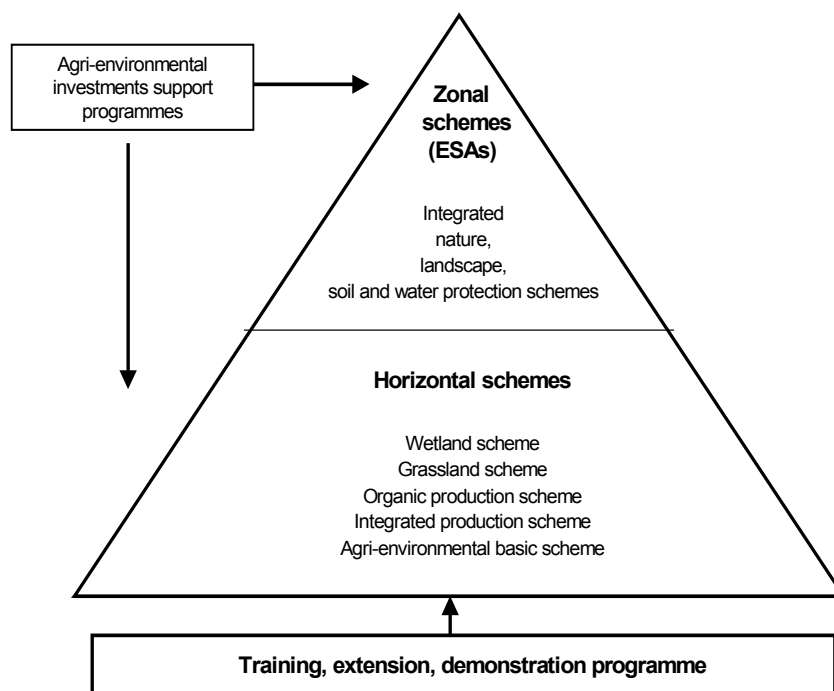 Agri-environmental
investments support
programmes
Zonal
schemes
(ESAs)
Integrated
nature,
landscape,
soil and water protection schemes
Horizontal schemes
Wetland scheme
Grassland scheme
Organic production scheme
Integrated production scheme
Agri-environmental basic scheme
Training, extension, demonstration programme